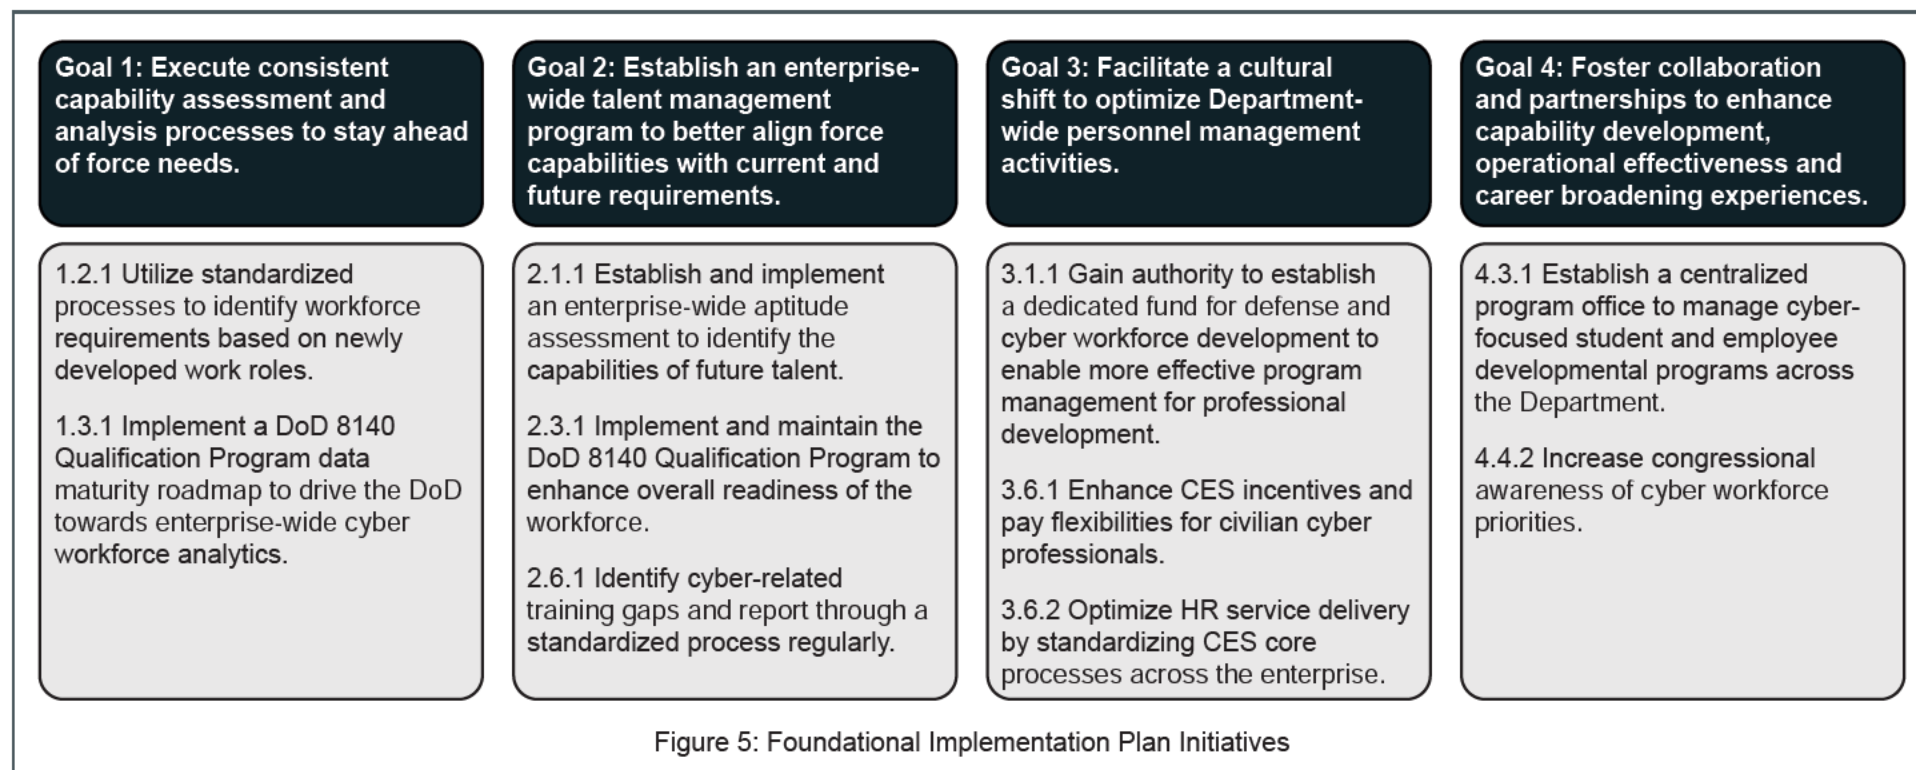 Goal 1: Execute consistent
capability assessment and
analysis processes to stay ahead
of force needs.
1.2.1 Utilize standardized
processes to identify workforce
requirements based on newly
developed work roles.
1.3.1 Implement a DoD 8140
Qualification Program data
maturity roadmap to drive the DoD
towards enterprise-wide cyber
workforce analytics.
Goal 2: Establish an enterprise-
wide talent management
program to better align force
capabilities with current and
future requirements.
2.1.1 Establish and implement
an enterprise-wide aptitude
assessment to identify the
capabilities of future talent.
2.3.1 Implement and maintain the
DoD 8140 Qualification Program to
enhance overall readiness of the
workforce.
2.6.1 Identify cyber-related
training gaps and report through a
standardized process regularly.
Goal 3: Facilitate a cultural
shift to optimize Department-
wide personnel management
activities.
3.1.1 Gain authority to establish
a dedicated fund for defense and
cyber workforce development to
enable more effective program
management for professional
development.
3.6.1 Enhance CES incentives and
pay flexibilities for civilian cyber
professionals.
3.6.2 Optimize HR service delivery
by standardizing CES core
processes across the enterprise.
Goal 4: Foster collaboration
and partnerships to enhance
capability development,
operational effectiveness and
career broadening experiences.
4.3.1 Establish a centralized
program office to manage cyber-
focused student and employee
developmental programs across
the Department.
4.4.2 Increase congressional
awareness of cyber workforce
priorities.
Figure 5: Foundational Implementation Plan Initiatives